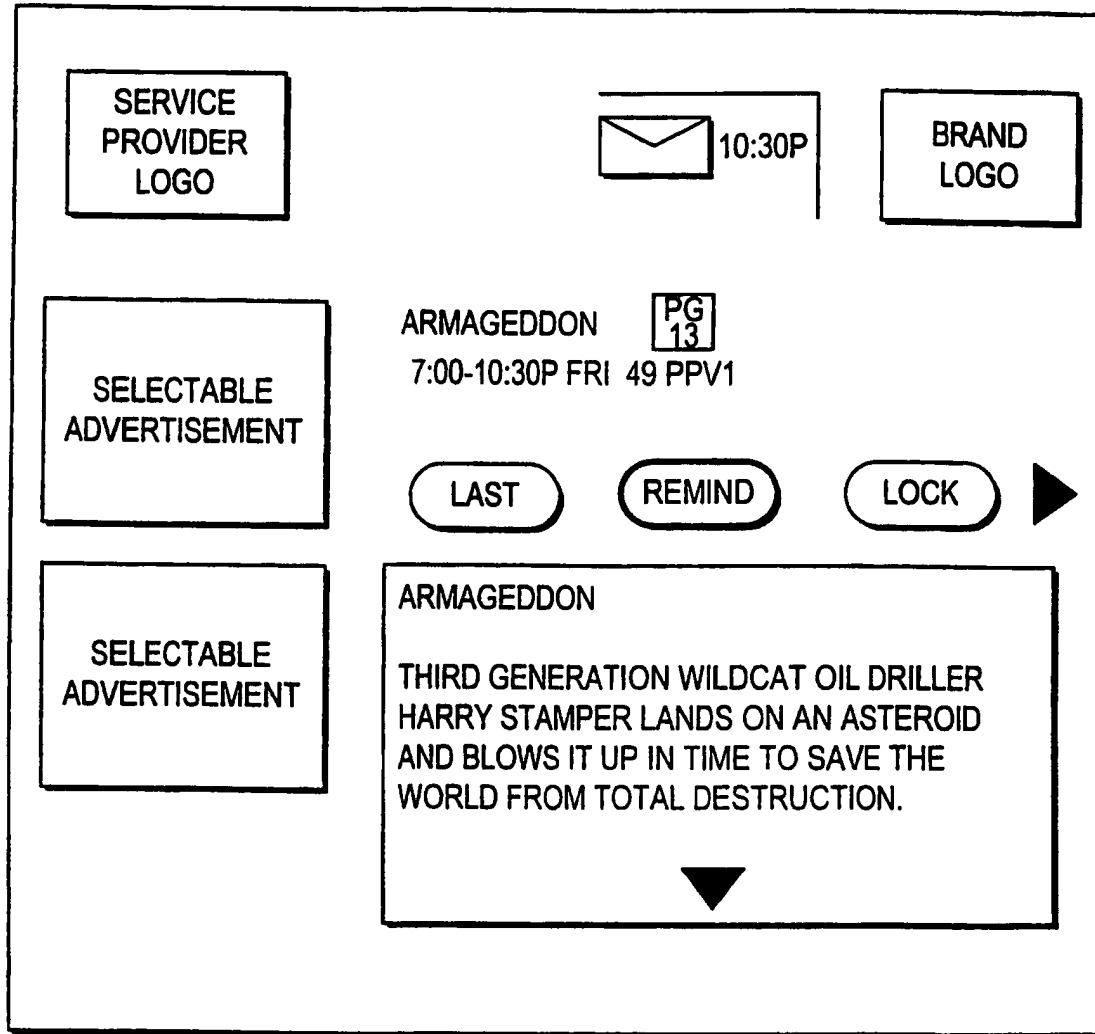 SERVICE
PROVIDER
LOGO
10:30P
BRAND
LOGO
SELECTABLE
ADVERTISEMENT
ARMAGEDDON PG
13
7:00-10:30P FRI 49 PPV1
LAST REMIND LOCK
SELECTABLE
ADVERTISEMENT
ARMAGEDDON
THIRD GENERATION WILDCAT OIL DRILLER
HARRY STAMPER LANDS ON AN ASTEROID
AND BLOWS IT UP IN TIME TO SAVE THE
WORLD FROM TOTAL DESTRUCTION.